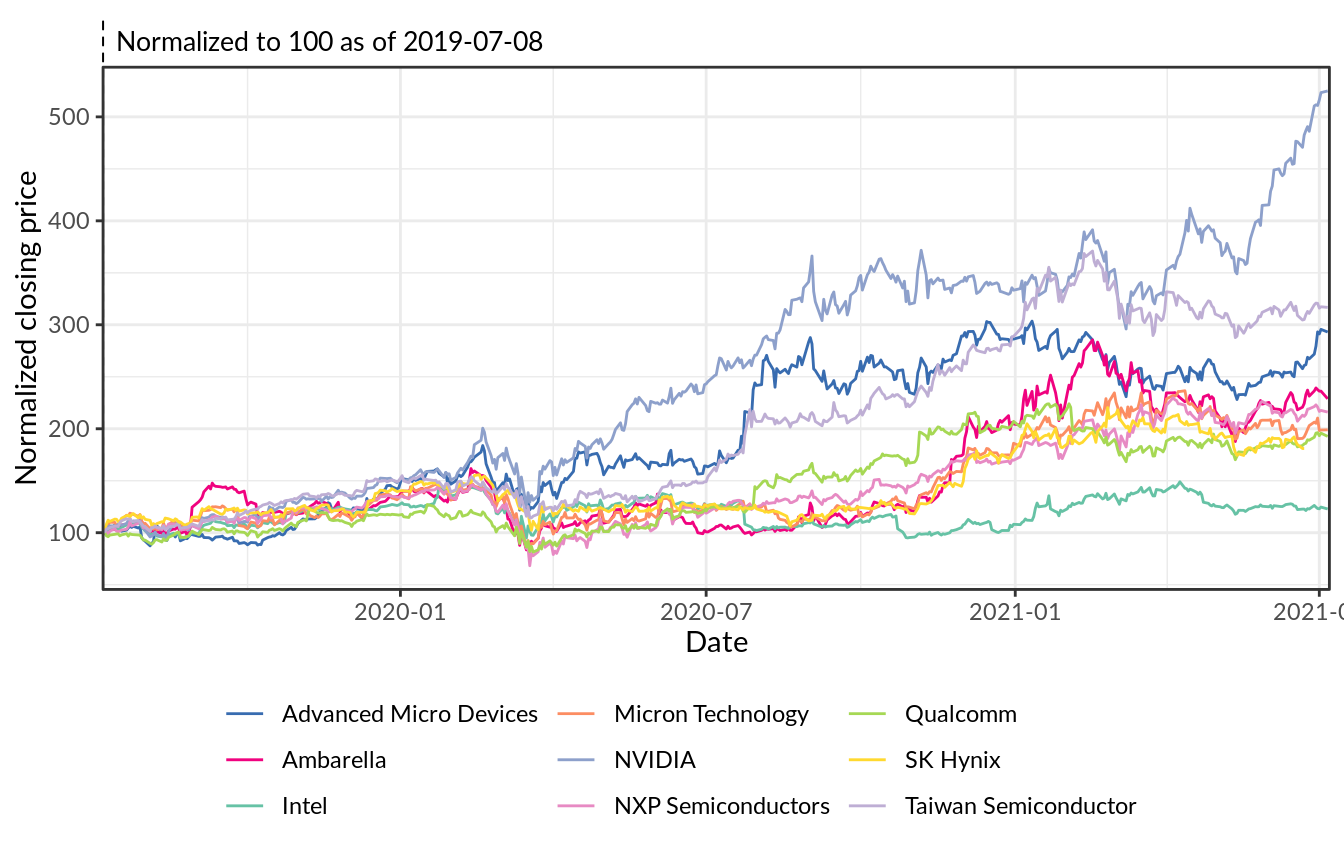 Normalized to 100 as of 2019-07-08
500
400
300
200
100
Normalized closing price
2020-01
2020-07
2021-01
2021-0
Date
Advanced Micro Devices
Micron Technology
Qualcomm
Ambarella
NVIDIA
SK Hynix
Intel
NXP Semiconductors
Taiwan Semiconductor